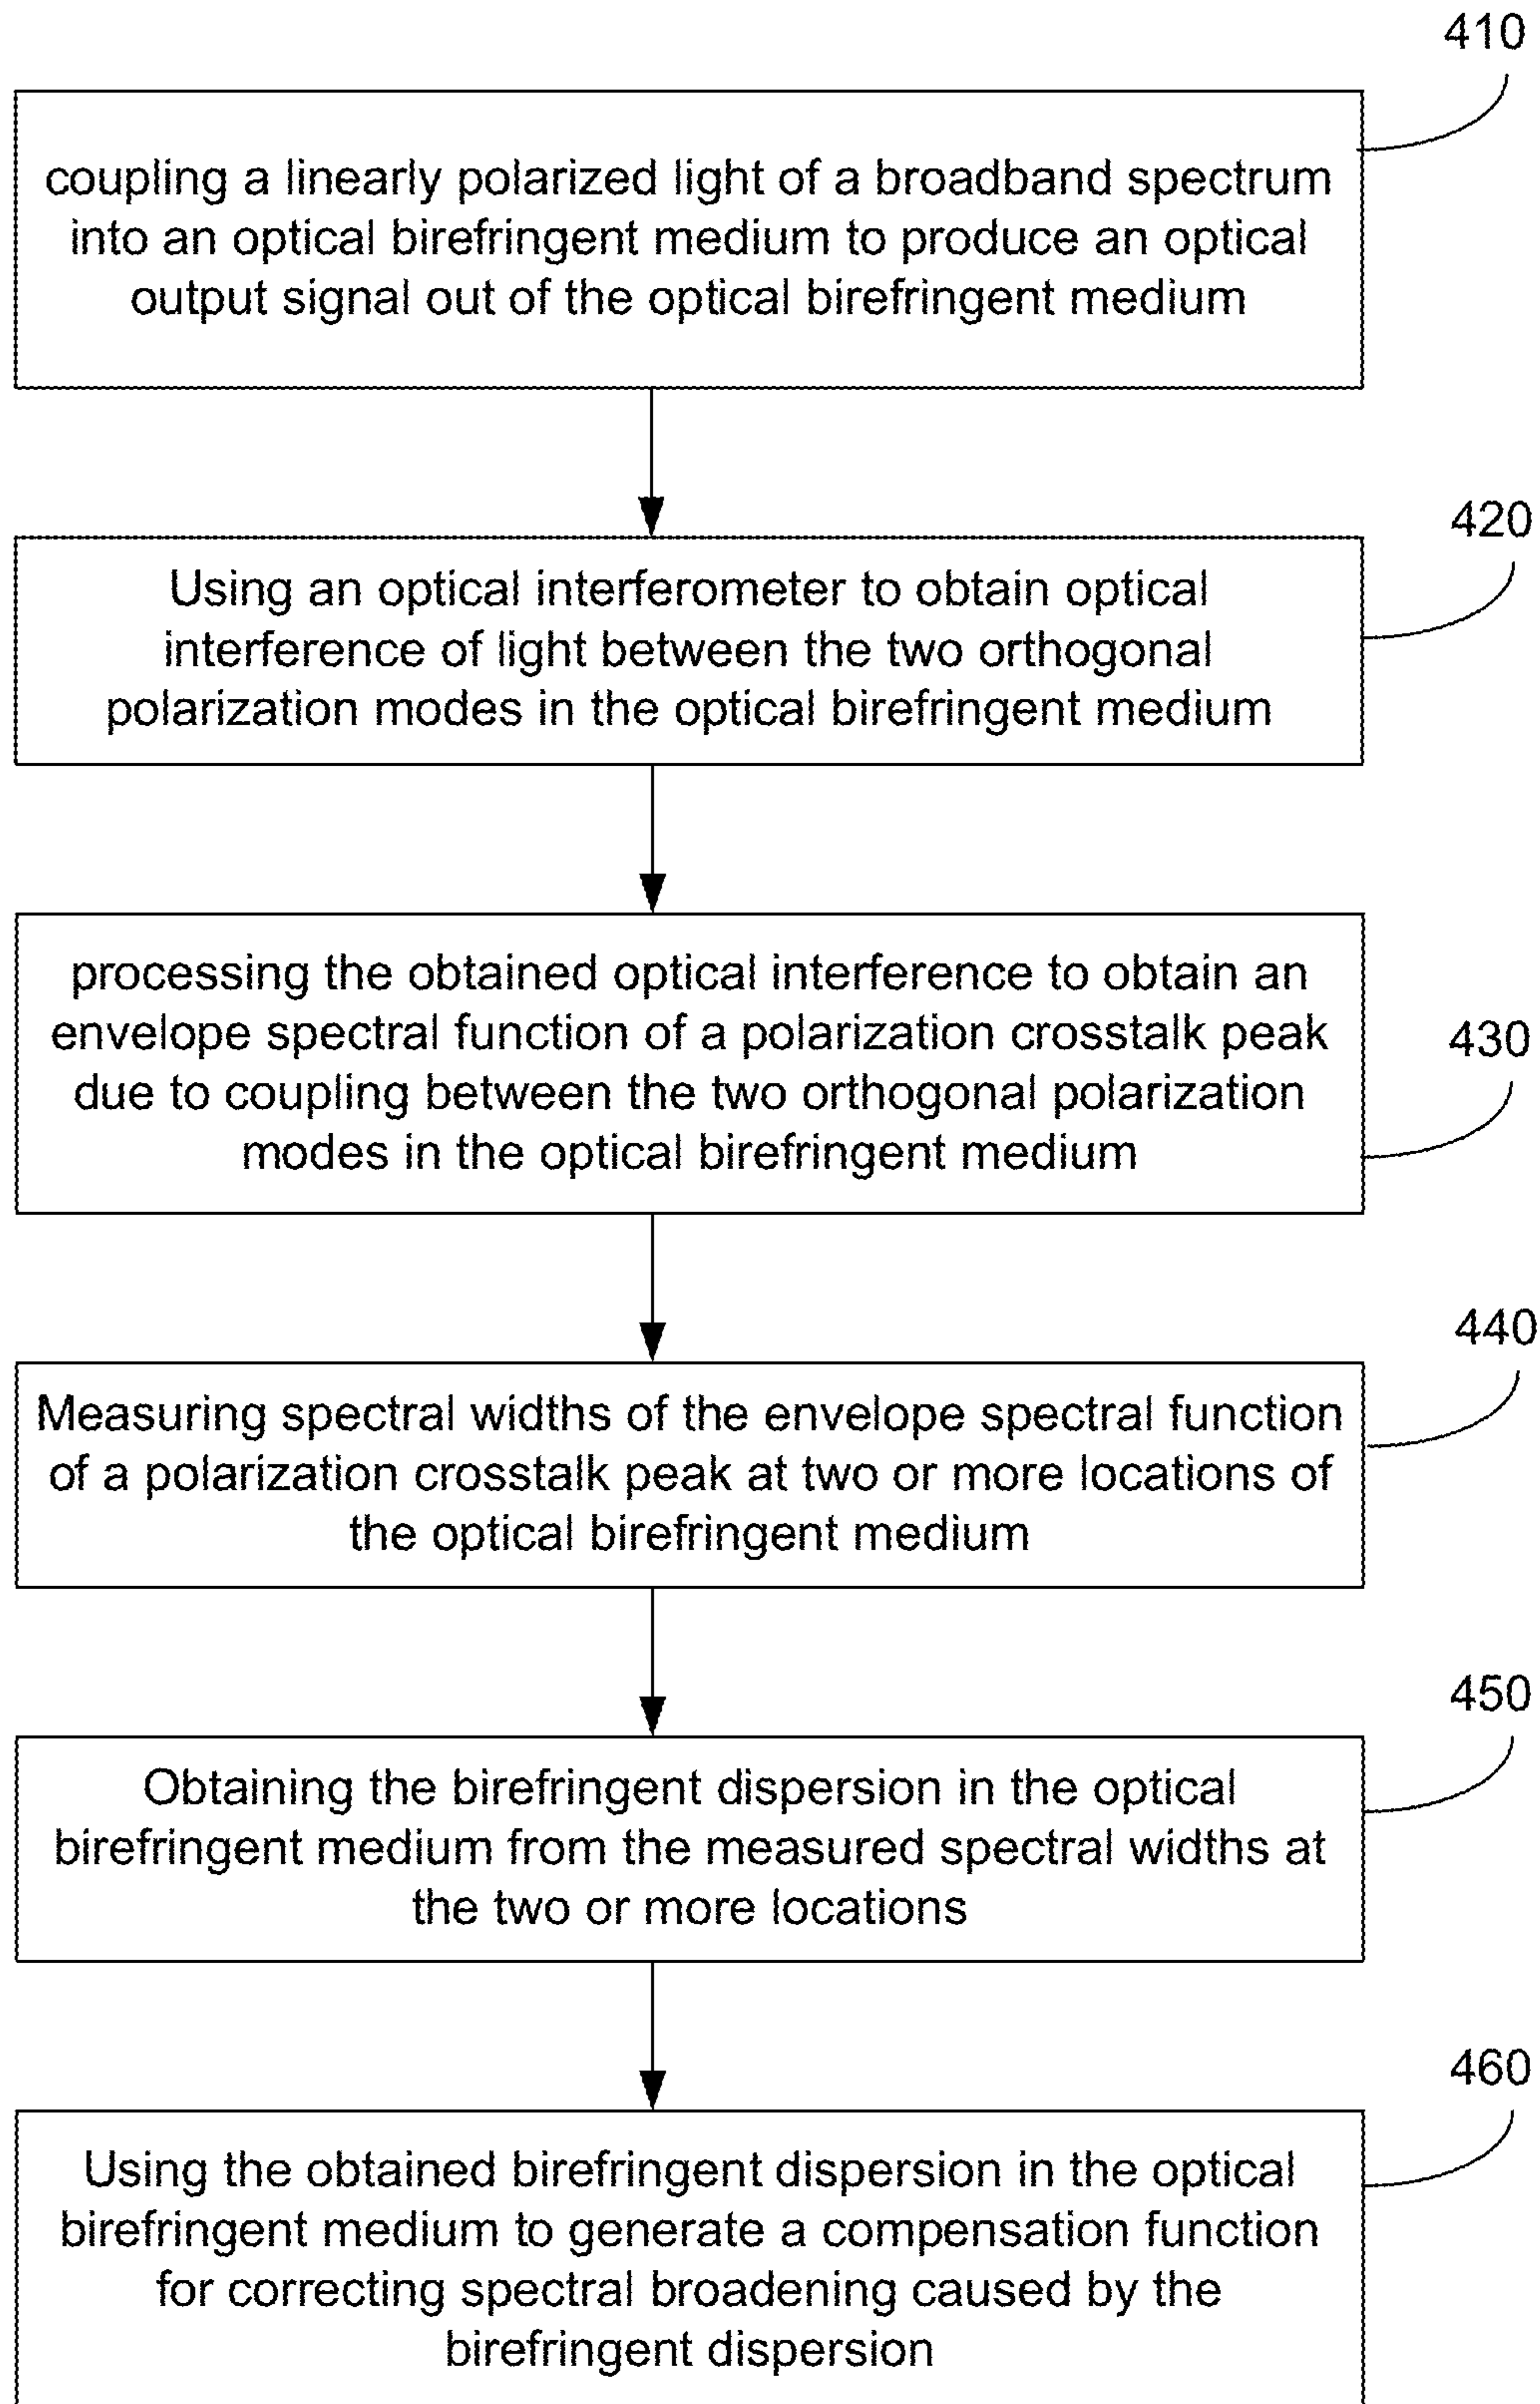 410
coupling a linearly polarized light of a broadband spectrum
into an optical birefringent medium to produce an optical
output signal out of the optical birefringent medium
420
Using an optical interferometer to obtain optical
interference of light between the two orthogonal
polarization modes in the optical birefringent medium
processing the obtained optical interference to obtain an
envelope spectral function of a polarization crosstalk peak
430
due to coupling between the two orthogonal polarization
modes in the optical birefringent medium
440
Measuring spectral widths of the envelope spectral function
of a polarization crosstalk peak at two or more locations of
the optical birefringent medium
450
Obtaining the birefringent dispersion in the optical
birefringent medium from the measured spectral widths at
the two or more locations
460
Using the obtained birefringent dispersion in the optical
birefringent medium to generate a compensation function
for correcting spectral broadening caused by the
birefringent dispersion